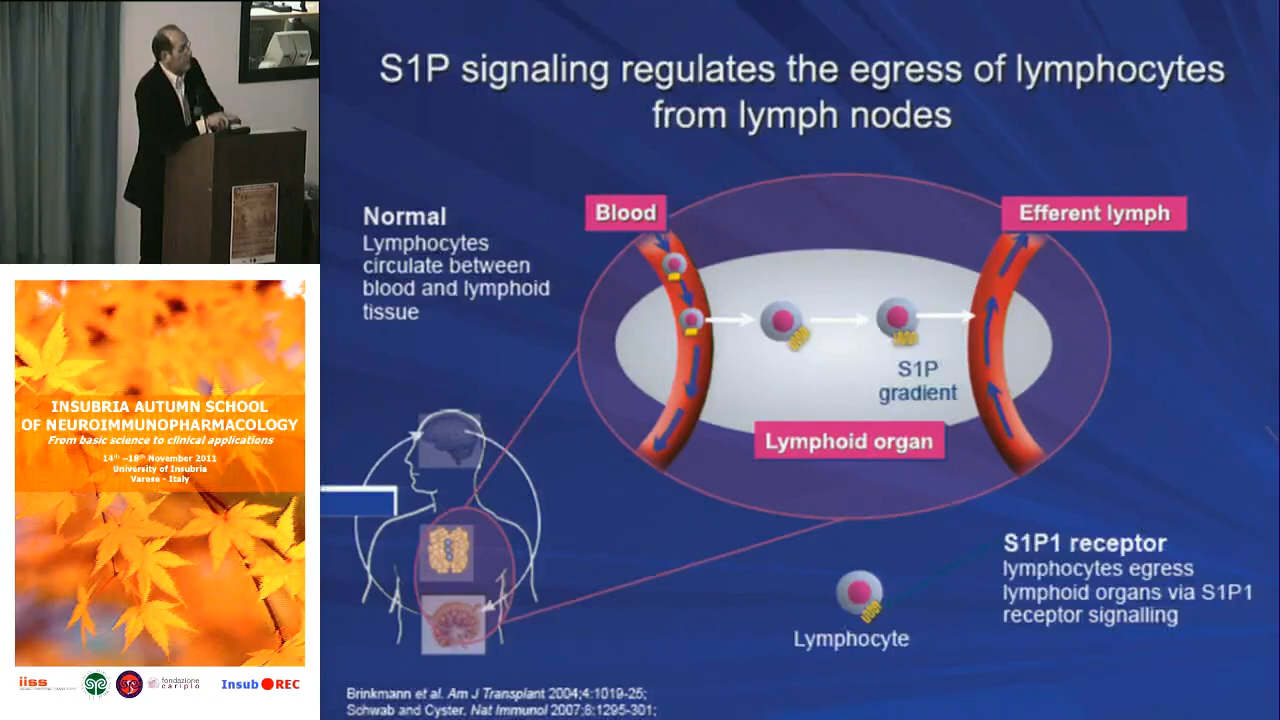 S1P signaling regulates the egress of lymphocytes
from lymph nodes
Normal
Lymphocytes
circulate between
blood and lymphoid
tissue
Blood
Efferent lymph
S1P
gradient
Lymphoid organ
S1P1 receptor
lymphocytes egress
lymphoid organs via S1P1
receptor signalling
Lymphocyte
Brinkmann et al. Am J Transplant 2004;4:1019-25;
Schwab and Cyster. Nat Immunol 2007;8:1295-301;
INSUBRIA AUTUMN SCHOOL
OF NEUROIMMUNOPHARMACOLOGY
From basic science to clinical applications
14th –18th November 2011
University of Insubria
Varese - Italy
iiss
fondazione
cariplo
Insub REC